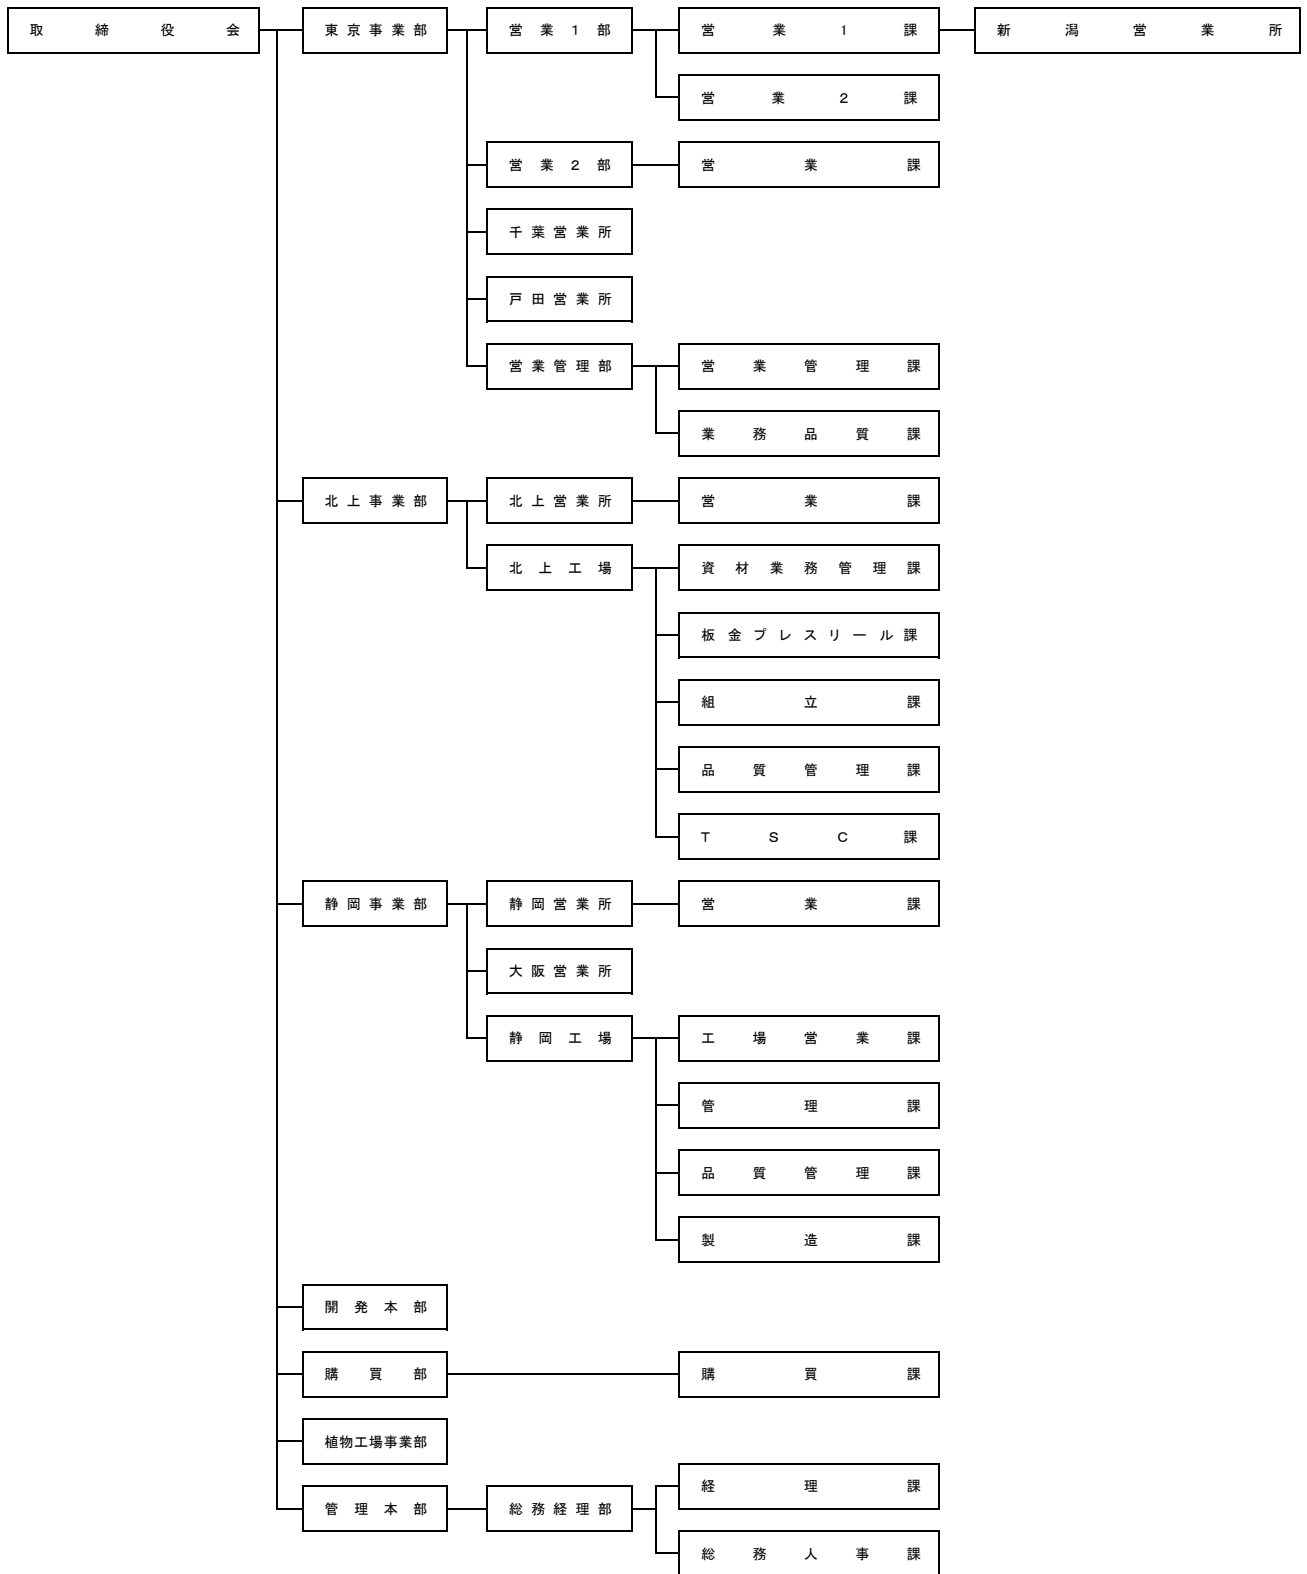 取締役会 東京事業部 営業1部 営業1課 新潟営業所
営業2課
営業2部 営業課
千葉営業所
戸田営業所
営業管理部 営業管理課
業務品質課
北上事業部 北上営業所 営業課
北上工場 資材業務管理課
板金プレスリール課
組立課
品質管理課
TSC課
静岡事業部 静岡営業所 営業課
大阪営業所
静岡工場 工場営業課
管理課
品質管理課
製造課
開発本部
購買部 購買課
植物工場事業部
経理課
管理本部 総務経理部
総務人事課